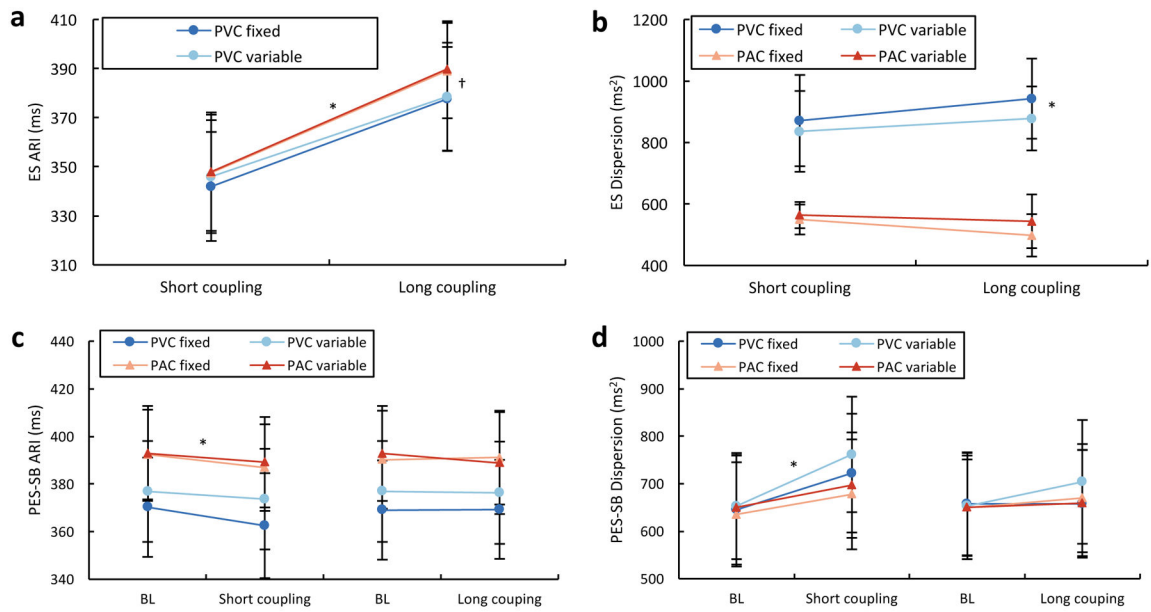 a
PVC fixed
PVC variable
ES ARI (ms)
410
390
370
350
330
310
*
†
Short coupling
Long coupling
b
PVC fixed PVC variable
PAC fixed PAC variable
ES Dispersion (ms²)
1200
1000
800
600
400
*
Short coupling
Long coupling
c
PVC fixed PVC variable
PAC fixed PAC variable
PES-SB ARI (ms)
440
420
400
380
360
340
*
BL
Short coupling
BL
Long couping
d
PVC fixed PVC variable
PAC fixed PAC variable
PES-SB Dispersion (ms²)
1000
900
800
700
600
500
*
BL
Short coupling
BL
Long coupling